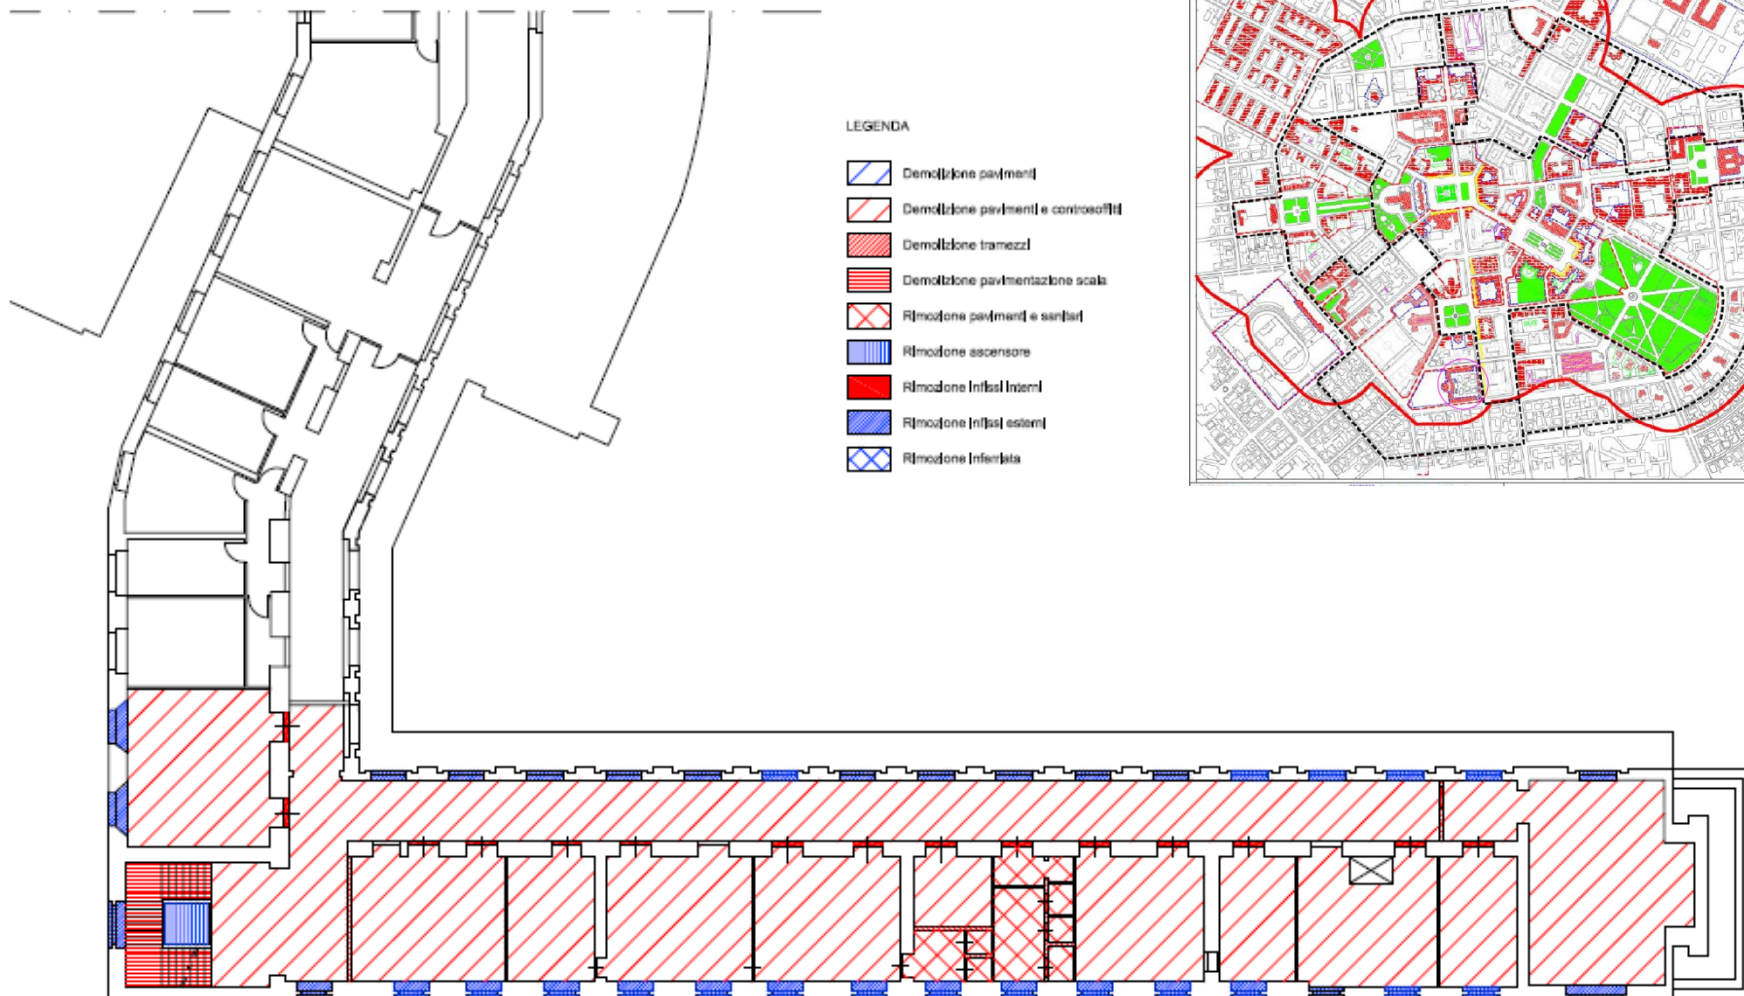 LEGENDA
Demolizione pavimenti
Demolizione pavimenti e controsoffitti
Demolizione tramezzi
Demolizione pavimentazione scala
Rimozione pavimenti e sanitari
Rimozione ascensore
Rimozione infissi interni
Rimozione infissi esterni
Rimozione inferriata